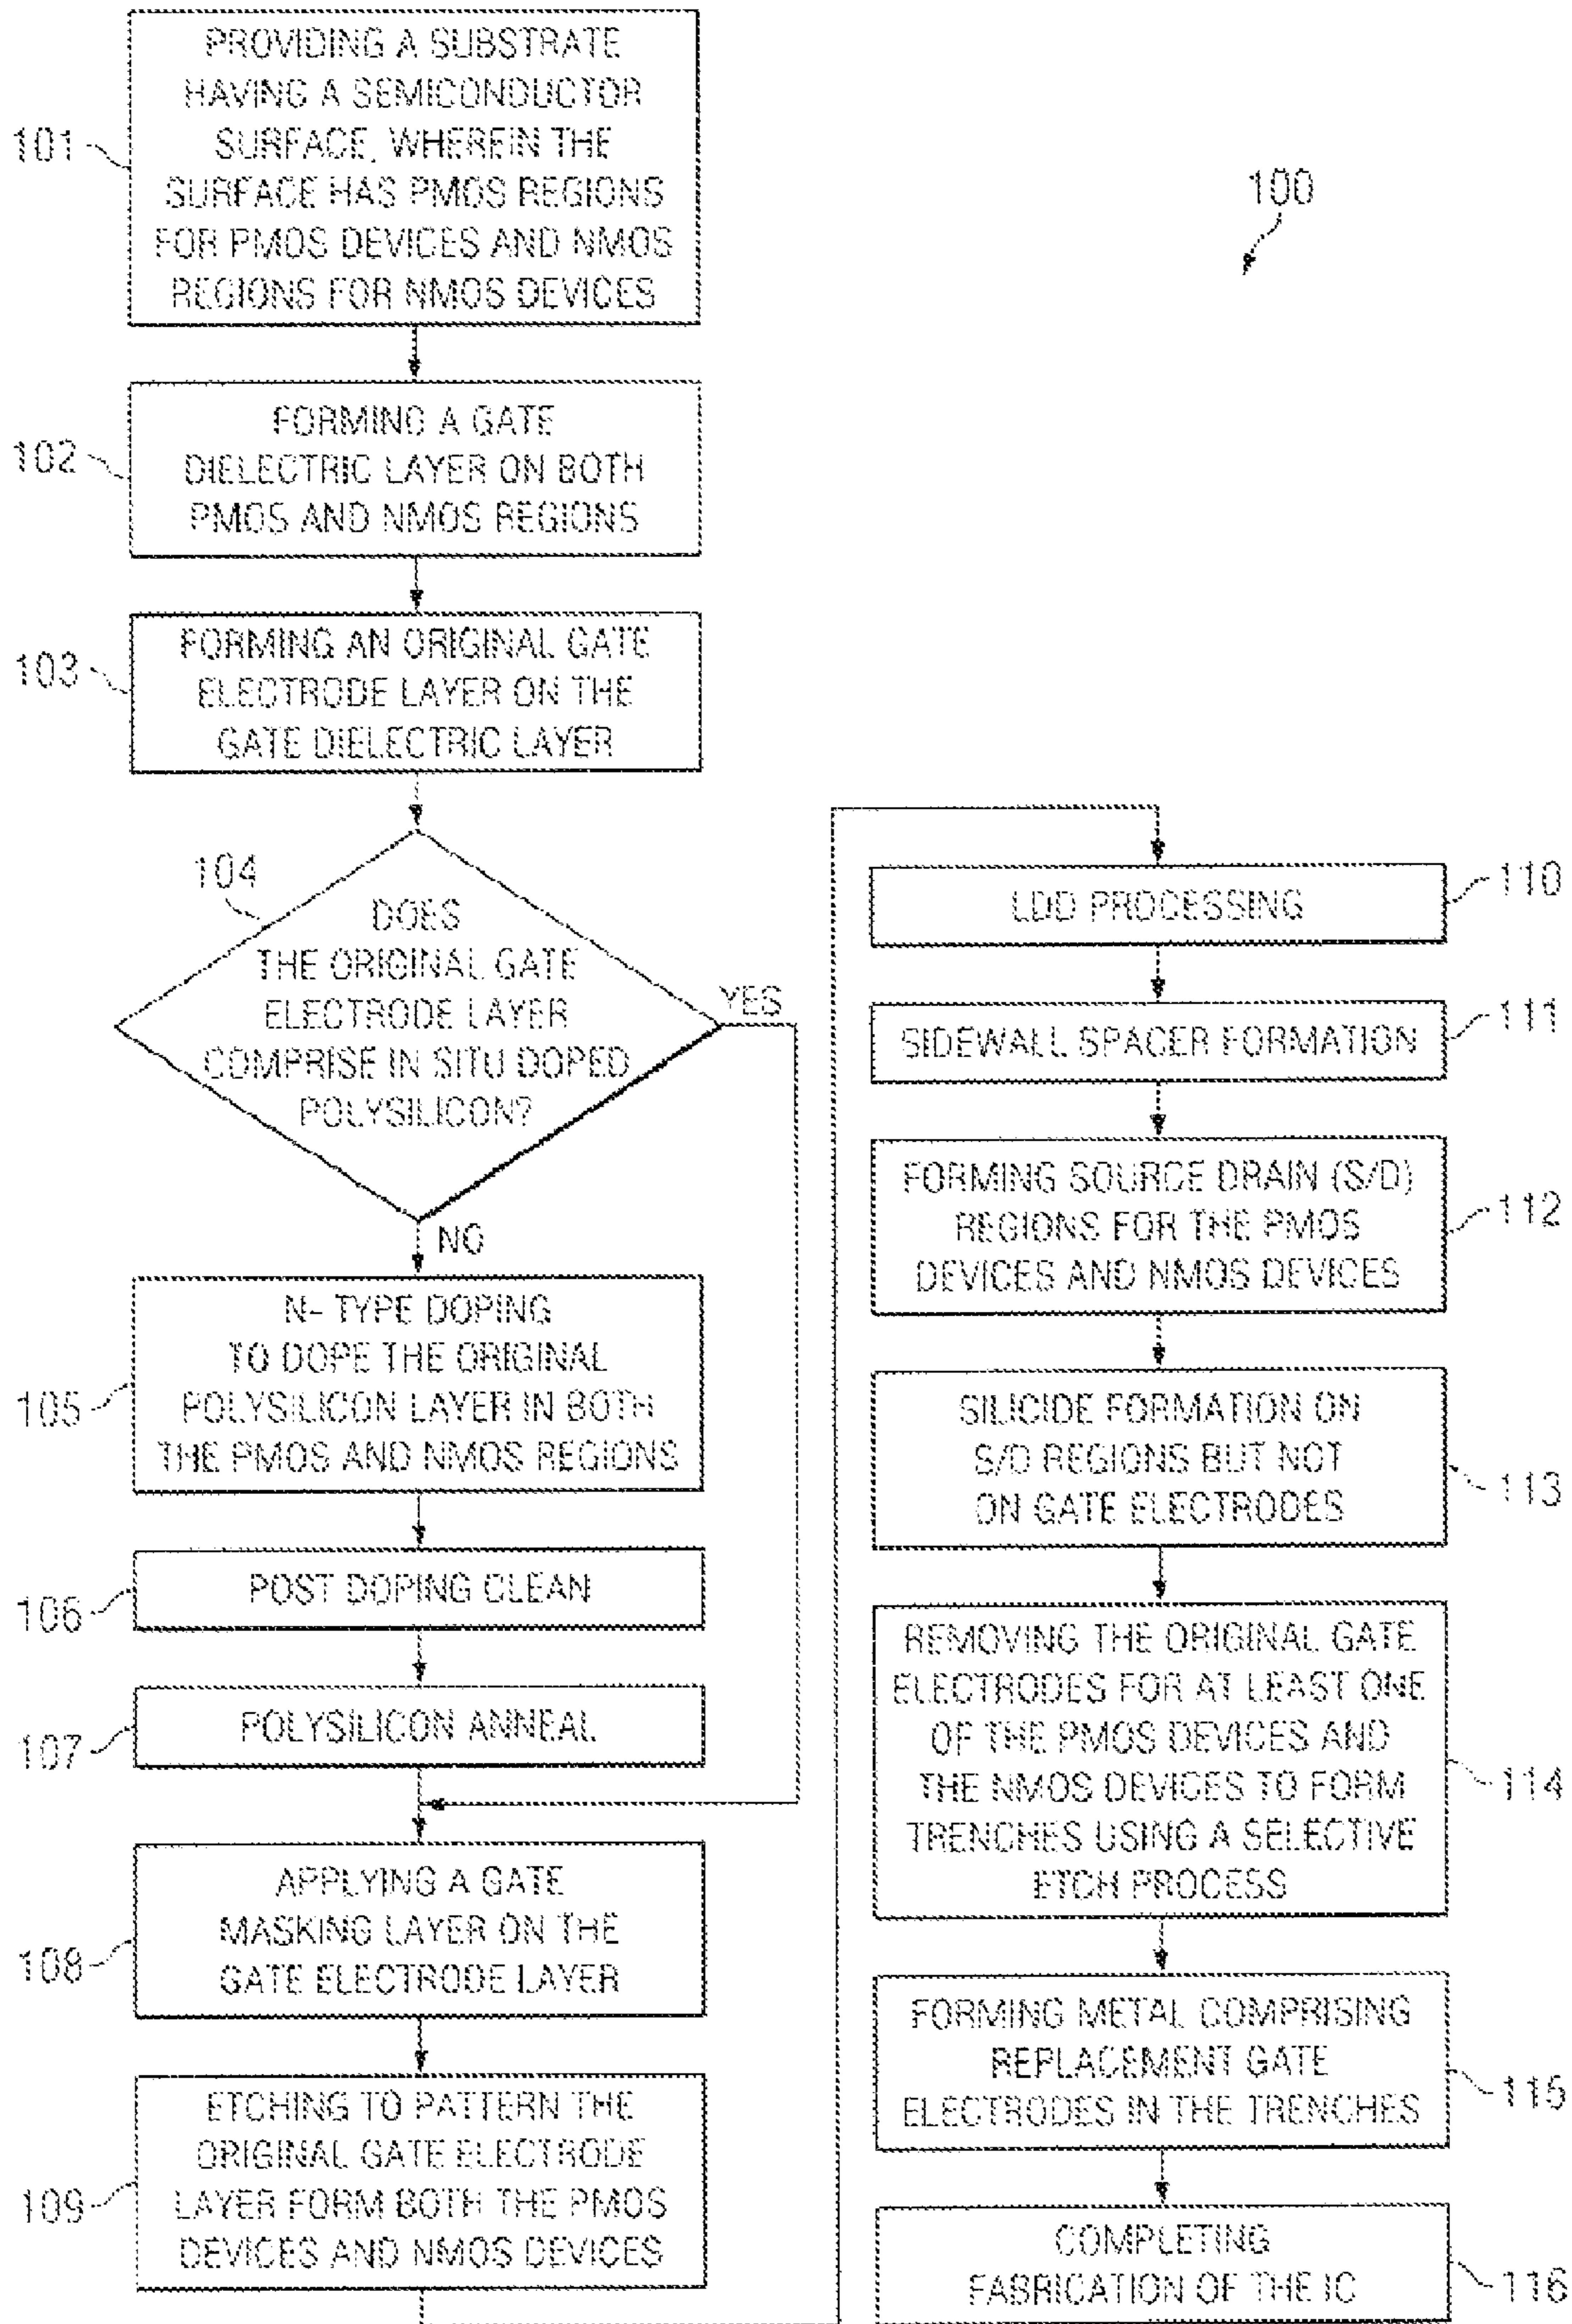 100
101
PROVIDING A SUBSTRATE
HAVING A SEMICONDUCTOR
SURFACE, WHEREIN THE
SURFACE HAS PMOS REGIONS
FOR PMOS DEVICES AND NMOS
REGIONS FOR NMOS DEVICES
102
FORMING A GATE
DIELECTRIC LAYER ON BOTH
PMOS AND NMOS REGIONS
103
FORMING AN ORIGINAL GATE
ELECTRODE LAYER ON THE
GATE DIELECTRIC LAYER
104
DOES
THE ORIGINAL GATE
ELECTRODE LAYER
COMPRISE IN SITU DOPED
POLYSILICON?
YES
NO
105
N- TYPE DOPING
TO DOPE THE ORIGINAL
POLYSILICON LAYER IN BOTH
THE PMOS AND NMOS REGIONS
106
POST DOPING CLEAN
107
POLYSILICON ANNEAL
108
APPLYING A GATE
MASKING LAYER ON THE
GATE ELECTRODE LAYER
109
ETCHING TO PATTERN THE
ORIGINAL GATE ELECTRODE
LAYER FORM BOTH THE PMOS
DEVICES AND NMOS DEVICES
LDD PROCESSING
110
SIDEWALL SPACER FORMATION
111
FORMING SOURCE DRAIN (S/D)
REGIONS FOR THE PMOS
DEVICES AND NMOS DEVICES
112
SILICIDE FORMATION ON
S/D REGIONS BUT NOT
ON GATE ELECTRODES
113
REMOVING THE ORIGINAL GATE
ELECTRODES FOR AT LEAST ONE
OF THE PMOS DEVICES AND
THE NMOS DEVICES TO FORM
TRENCHES USING A SELECTIVE
ETCH PROCESS
114
FORMING METAL COMPRISING
REPLACEMENT GATE
ELECTRODES IN THE TRENCHES
115
COMPLETING
FABRICATION OF THE IC
116